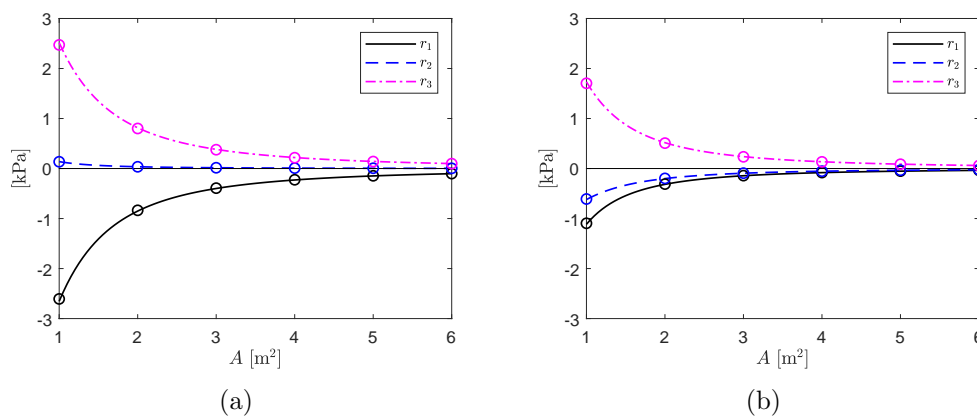 3
2
1
0
-1
-2
-3
[kPa]
1 2 3 4 5 6
A [m²]
r₁
r₂
r₃
(a)
3
2
1
0
-1
-2
-3
[kPa]
1 2 3 4 5 6
A [m²]
r₁
r₂
r₃
(b)